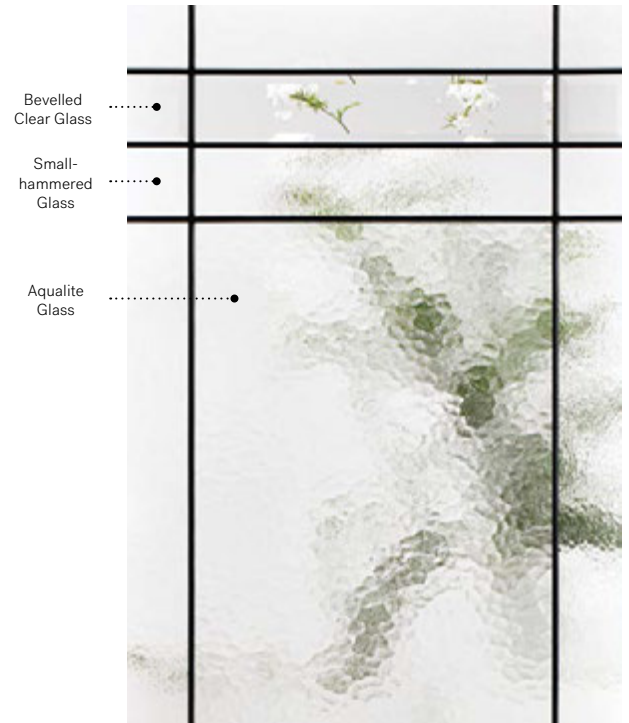 Bevelled
Clear Glass
Small-
hammered
Glass
Aqualite
Glass